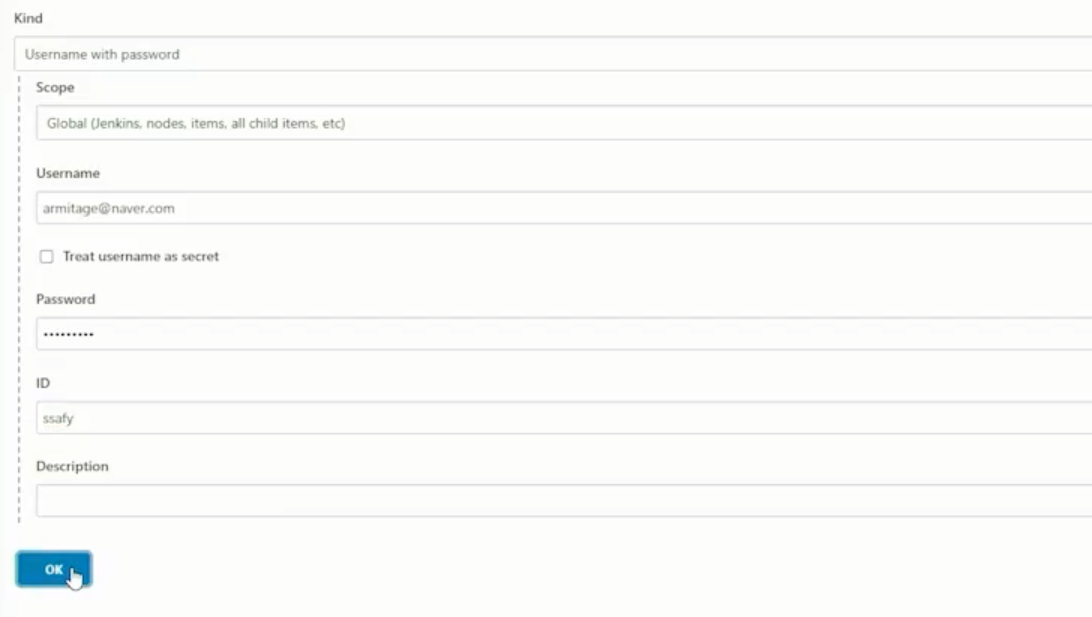 Kind
Username with password
Scope
Global (Jenkins, nodes, items, all child items, etc)
Username
armitage@naver.com
Treat username as secret
Password
•••••••••
ID
ssafy
Description
OK